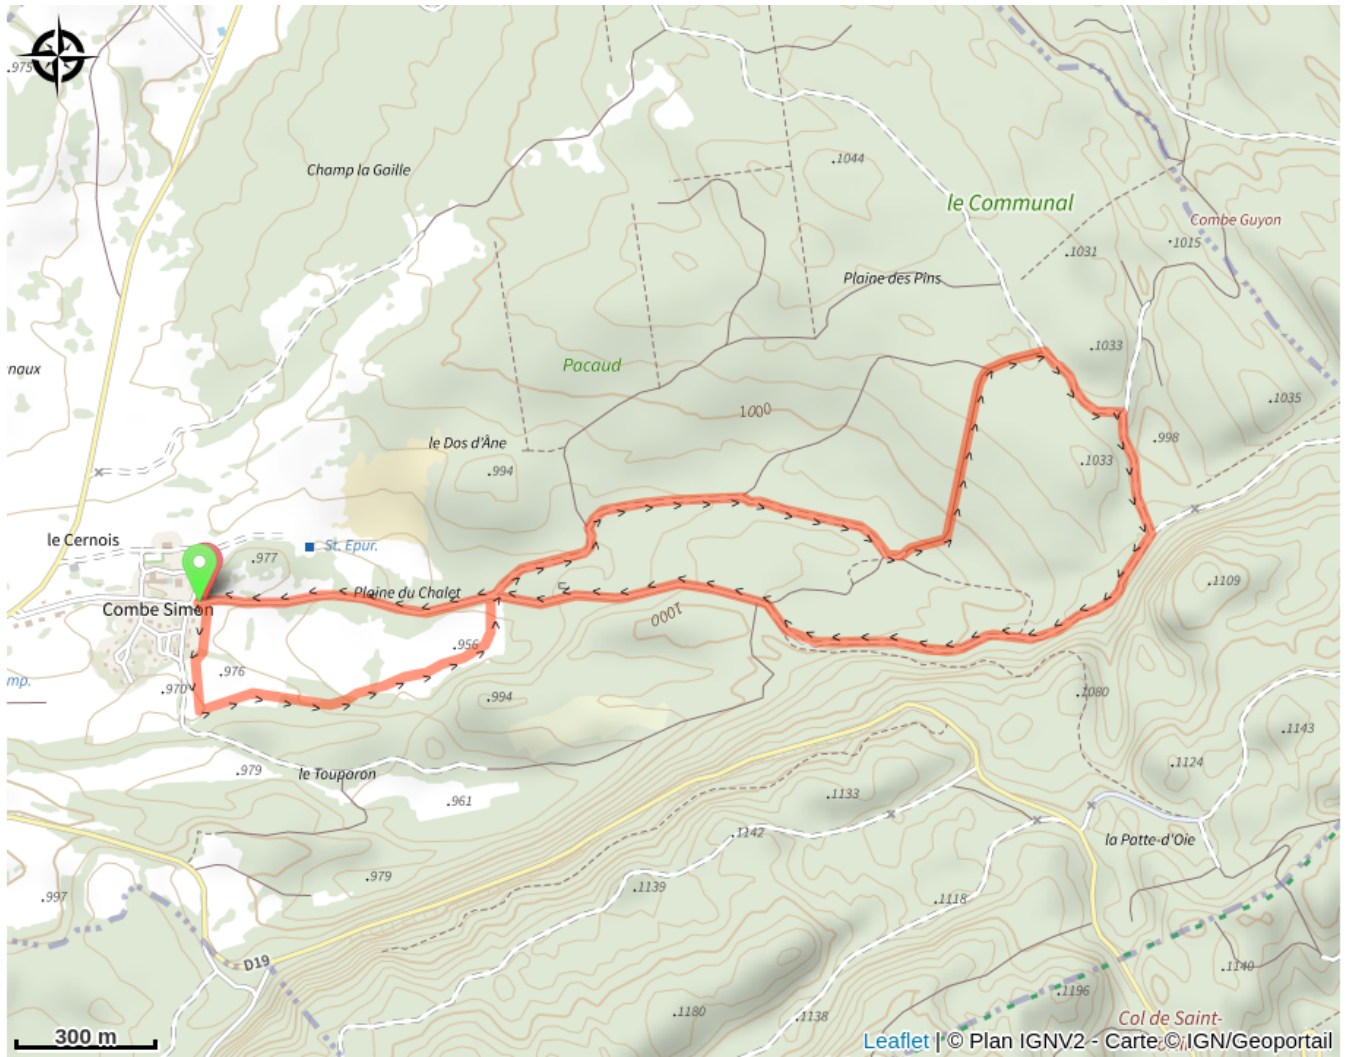 .975
Champ la Gaille
.1044
le Communal
Combe Guyon
.1015
.1031
Plaine des Pins
.1033
naux
Pacaud
.1035
1000
le Dos d'Âne
.998
.994
.1033
le Cernois
St. Epur.
.977
Plaine du Chalet
.1109
Combe Simon
1000
.956
.976
mp.
.970
.994
.1080
.1143
.979
le Touparon
.1124
.961
.1133
.1142
la Patte-d'Oie
.979
.1139
.997
.1118
D19
.1140
.1196
.1180
.1138
Col de Saint-
300 m
Leaflet | © Plan IGNV2 - Carte © IGN/Geoportail